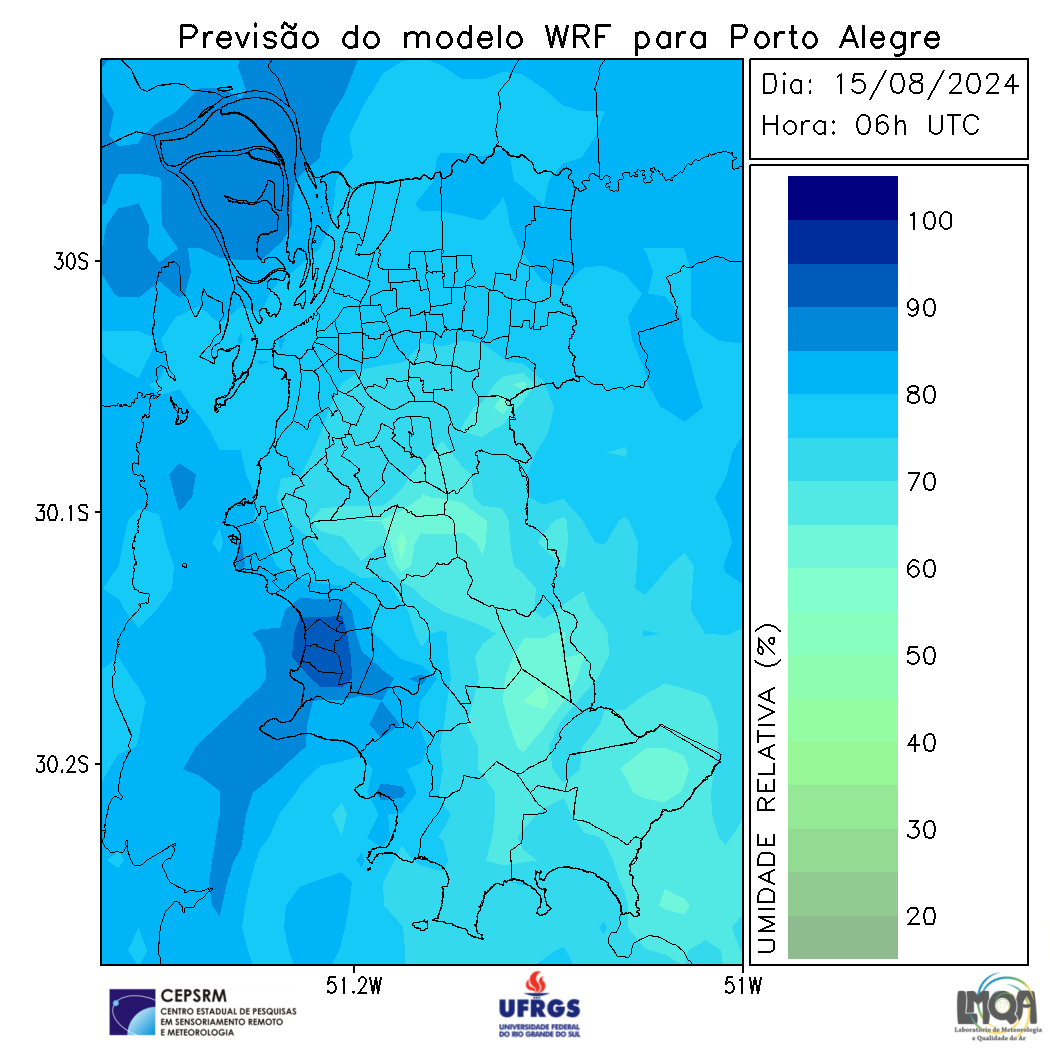 Previsão do modelo WRF para Porto Alegre
Dia: 15/08/2024
Hora: 06h UTC
100
90
80
70
60
50
40
30
20
UMIDADE RELATIVA (%)
30S
30.1S
30.2S
51.2W
51W
CEPSRM
CENTRO ESTADUAL DE PESQUISAS
EM SENSORIAMENTO REMOTO
E METEOROLOGIA
UFRGS
UNIVERSIDADE FEDERAL
DO RIO GRANDE DO SUL
LMQA
Laboratório de Meteorologia
e Qualidade do Ar